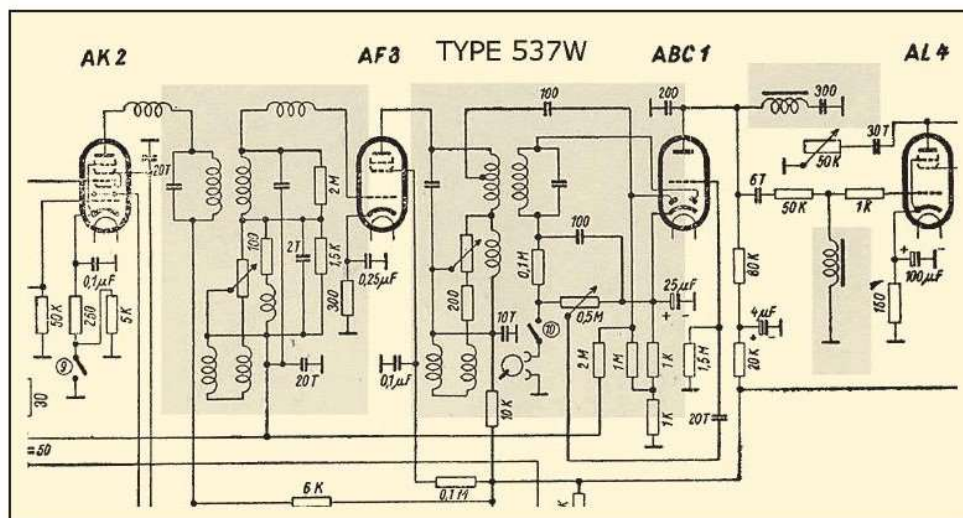 TYPE 537W
AK2
AF3
ABC1
AL4
100
200
300
30T
50K
20T
2M
6T
50K
1K
100
2T
1,5K
100
0,1μF
0,25μF
0,1M
25μF
+ -
60K
+ -
100μF
50K
250
5K
300
200
10T
0,5M
150
4μF
+ -
9
10
20T
0,1μF
2M
1M
1K
1,5M
20K
30
10K
1K
20T
50
6K
0,1M
K